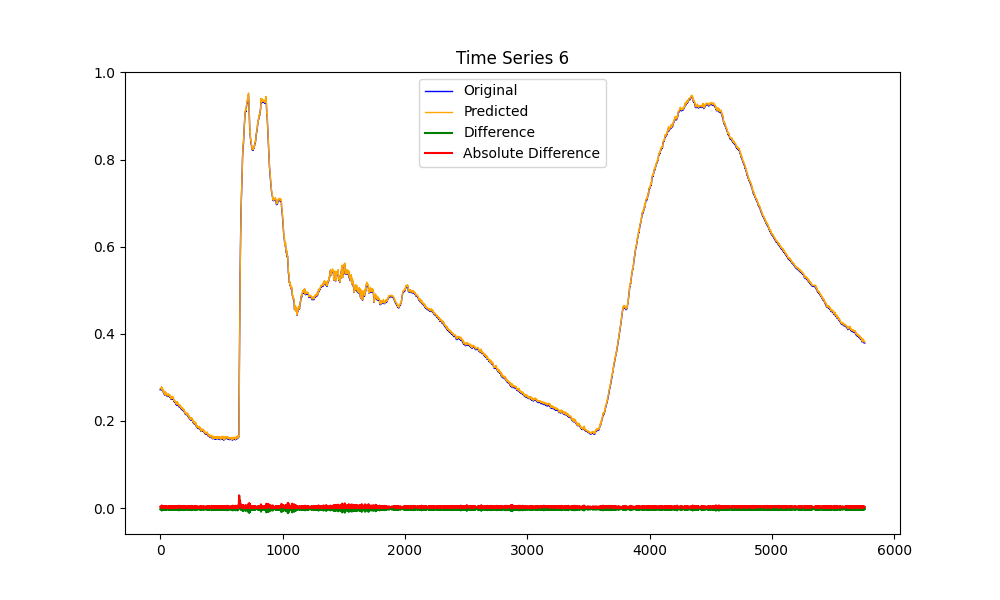 Time Series 6
Original
Predicted
Difference
Absolute Difference
1.0
0.8
0.6
0.4
0.2
0.0
0 1000 2000 3000 4000 5000 6000